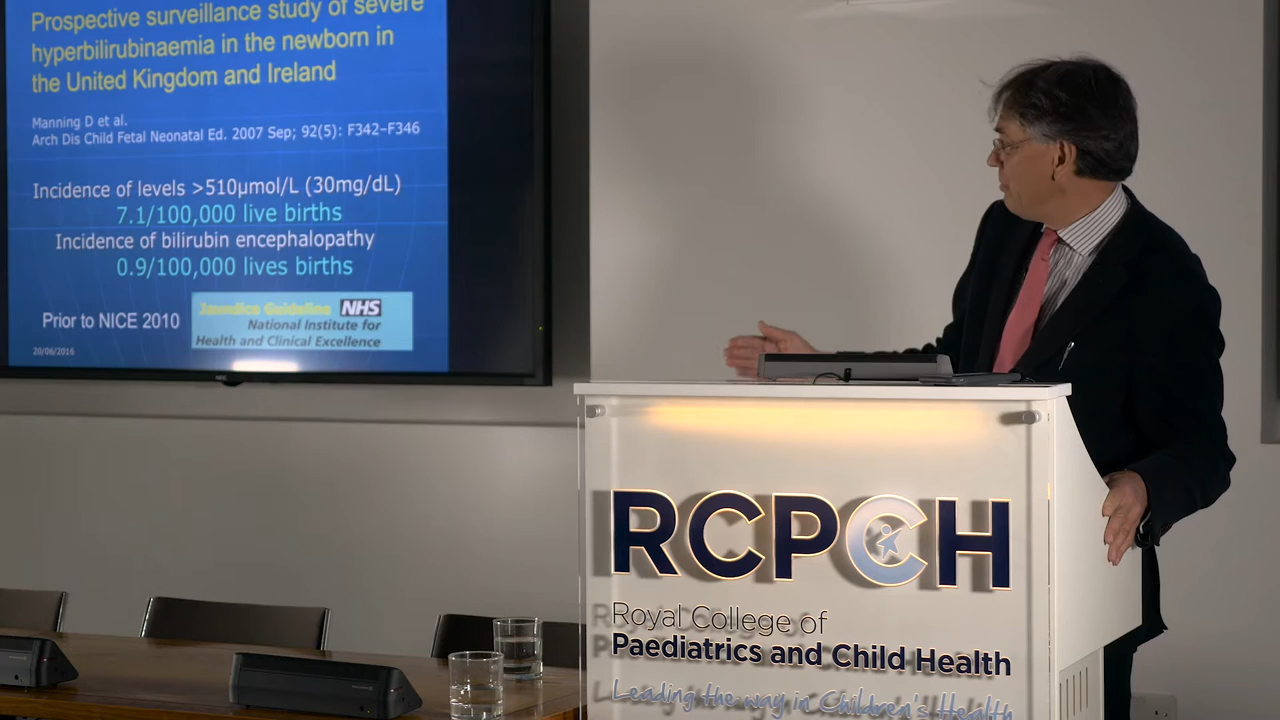 Prospective surveillance study of severe
hyperbilirubinaemia in the newborn in
the United Kingdom and Ireland
Manning D et al.
Arch Dis Child Fetal Neonatal Ed. 2007 Sep; 92(5): F342–F346
Incidence of levels >510µmol/L (30mg/dL)
7.1/100,000 live births
Incidence of bilirubin encephalopathy
0.9/100,000 lives births
Prior to NICE 2010
Jaundice Guideline NHS
National Institute for
Health and Clinical Excellence
20/06/2016
NEC
RCPCH
Royal College of
Paediatrics and Child Health
Leading the way in Children's Health